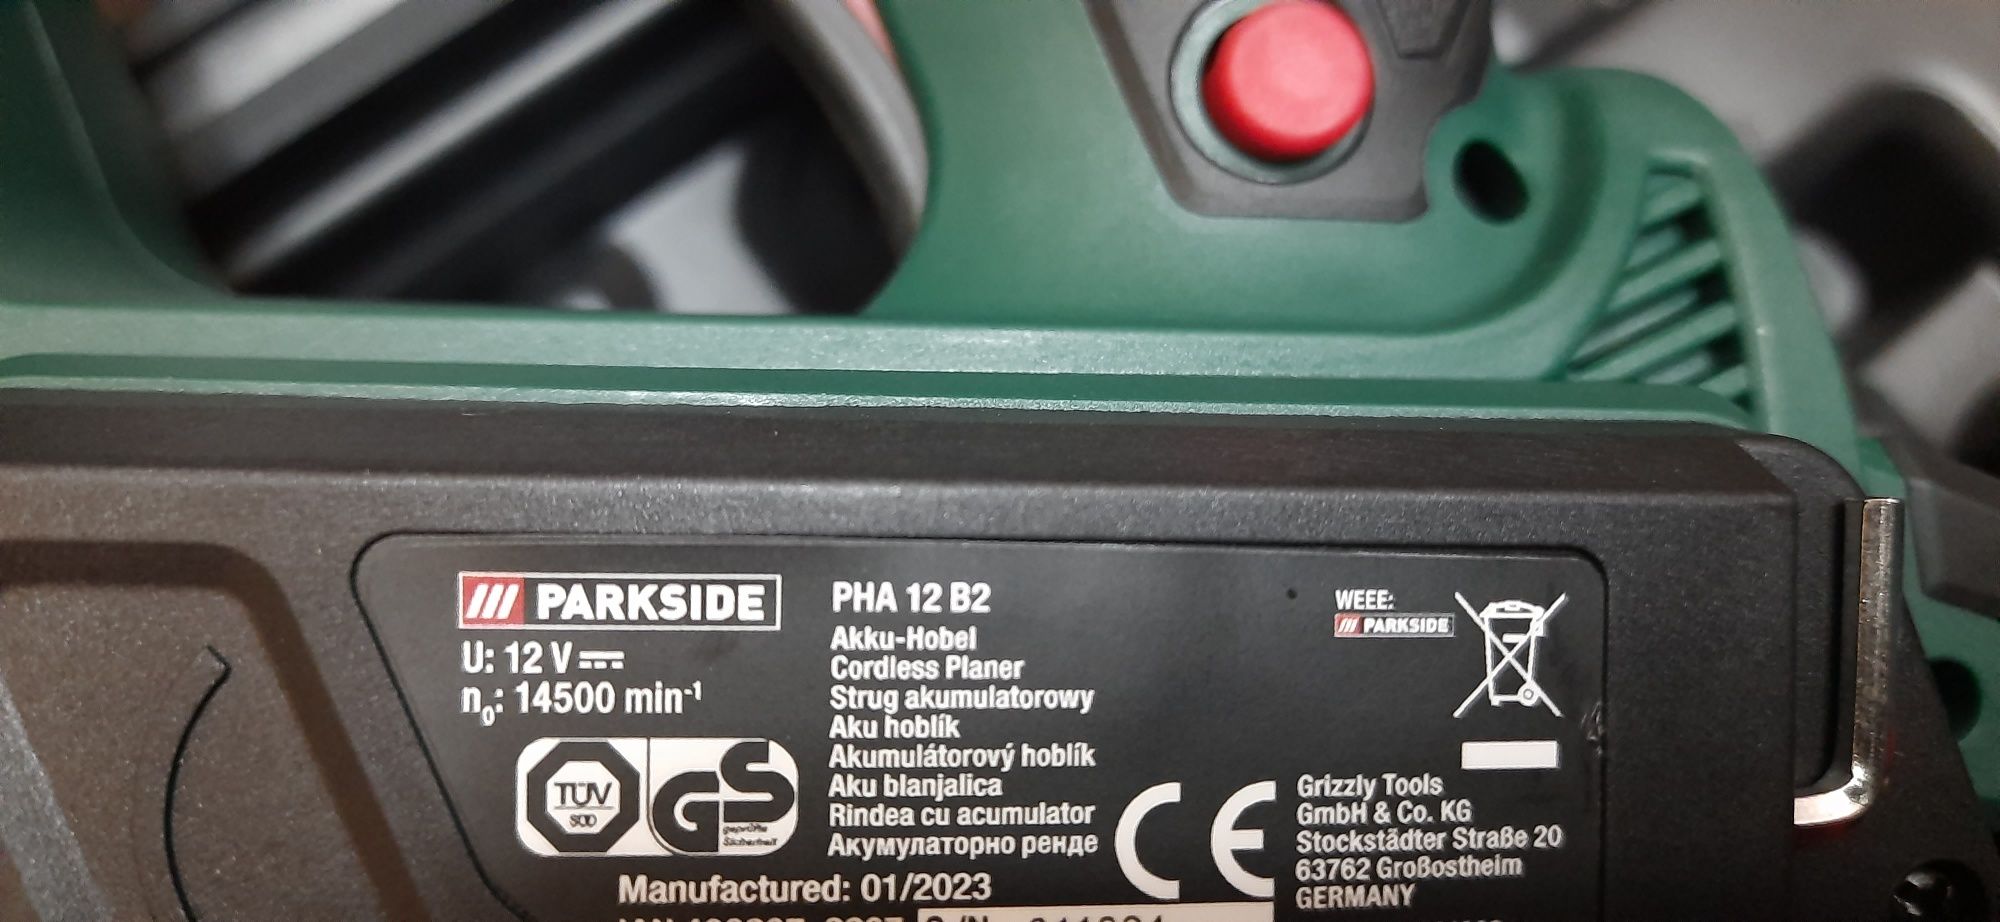 PARKSIDE
U: 12 V
n₀: 14500 min⁻¹
TÜV
SÜD
GS
geprüfte
Sicherheit
PHA 12 B2
Akku-Hobel
Cordless Planer
Strug akumulatorowy
Aku hoblík
Akumulátorový hoblík
Aku blanjalica
Rindea cu acumulator
Акумулаторно ренде
Manufactured: 01/2023
WEEE:
PARKSIDE
CE
Grizzly Tools
GmbH & Co. KG
Stockstädter Straße 20
63762 Großostheim
GERMANY